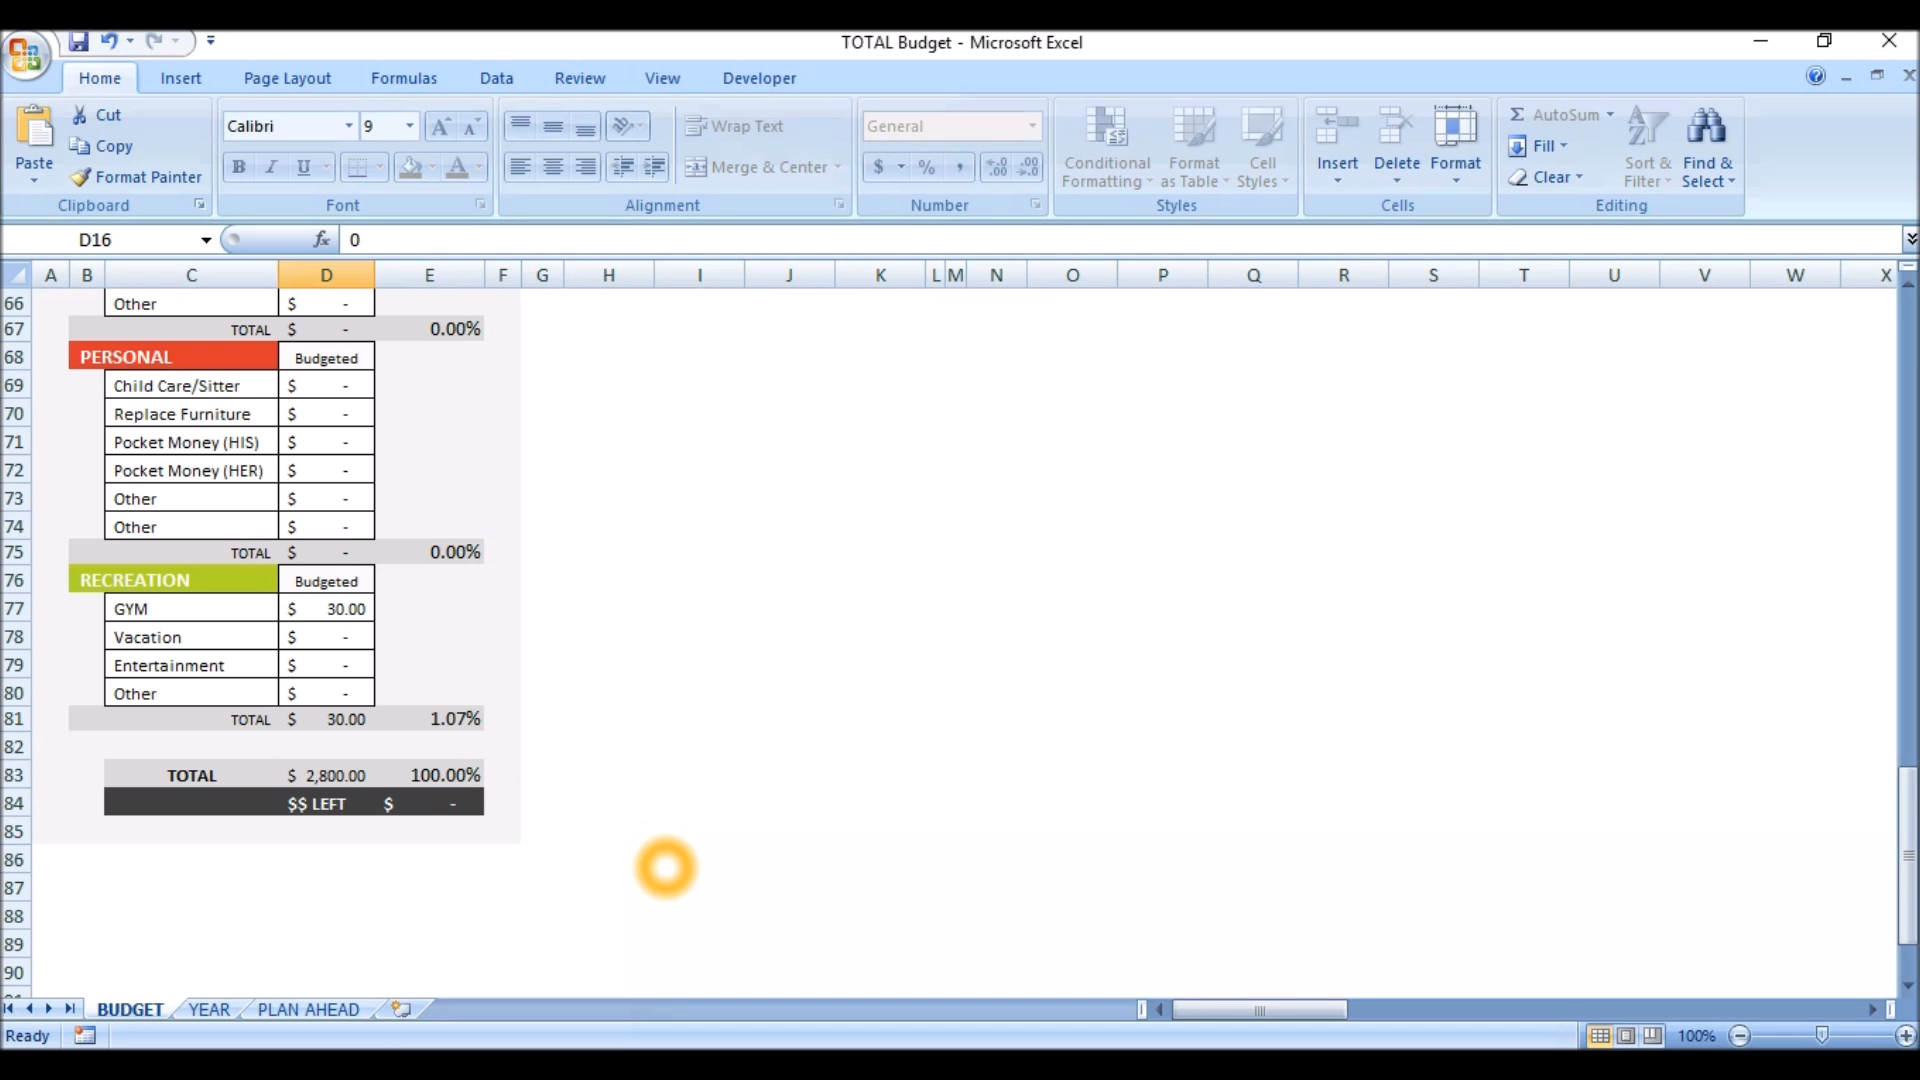 TOTAL Budget - Microsoft Excel
Home Insert Page Layout Formulas Data Review View Developer
Paste
Cut
Copy
Format Painter
Clipboard
Calibri 9
B I U A
Font
Wrap Text
Merge & Center
Alignment
General
$ % ,
Number
Conditional Formatting
Format as Table
Cell Styles
Styles
Insert Delete Format
Cells
Σ AutoSum
Fill
Clear
Sort & Filter
Find & Select
Editing
D16 fx 0
A B C D E F G H I J K L M N O P Q R S T U V W X
66 Other $ -
67 TOTAL $ - 0.00%
68 PERSONAL Budgeted
69 Child Care/Sitter $ -
70 Replace Furniture $ -
71 Pocket Money (HIS) $ -
72 Pocket Money (HER) $ -
73 Other $ -
74 Other $ -
75 TOTAL $ - 0.00%
76 RECREATION Budgeted
77 GYM $ 30.00
78 Vacation $ -
79 Entertainment $ -
80 Other $ -
81 TOTAL $ 30.00 1.07%
82
83 TOTAL $ 2,800.00 100.00%
84 $$ LEFT $ -
85
86
87
88
89
90
BUDGET YEAR PLAN AHEAD
Ready 100%